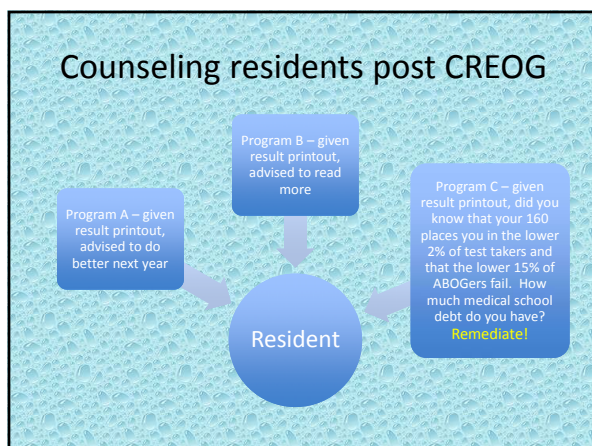 Counseling residents post CREOG
Program A – given
result printout,
advised to do
better next year
Program B – given
result printout,
advised to read
more
Program C – given
result printout, did you
know that your 160
places you in the lower
2% of test takers and
that the lower 15% of
ABOGers fail.  How
much medical school
debt do you have?
Remediate!
Resident